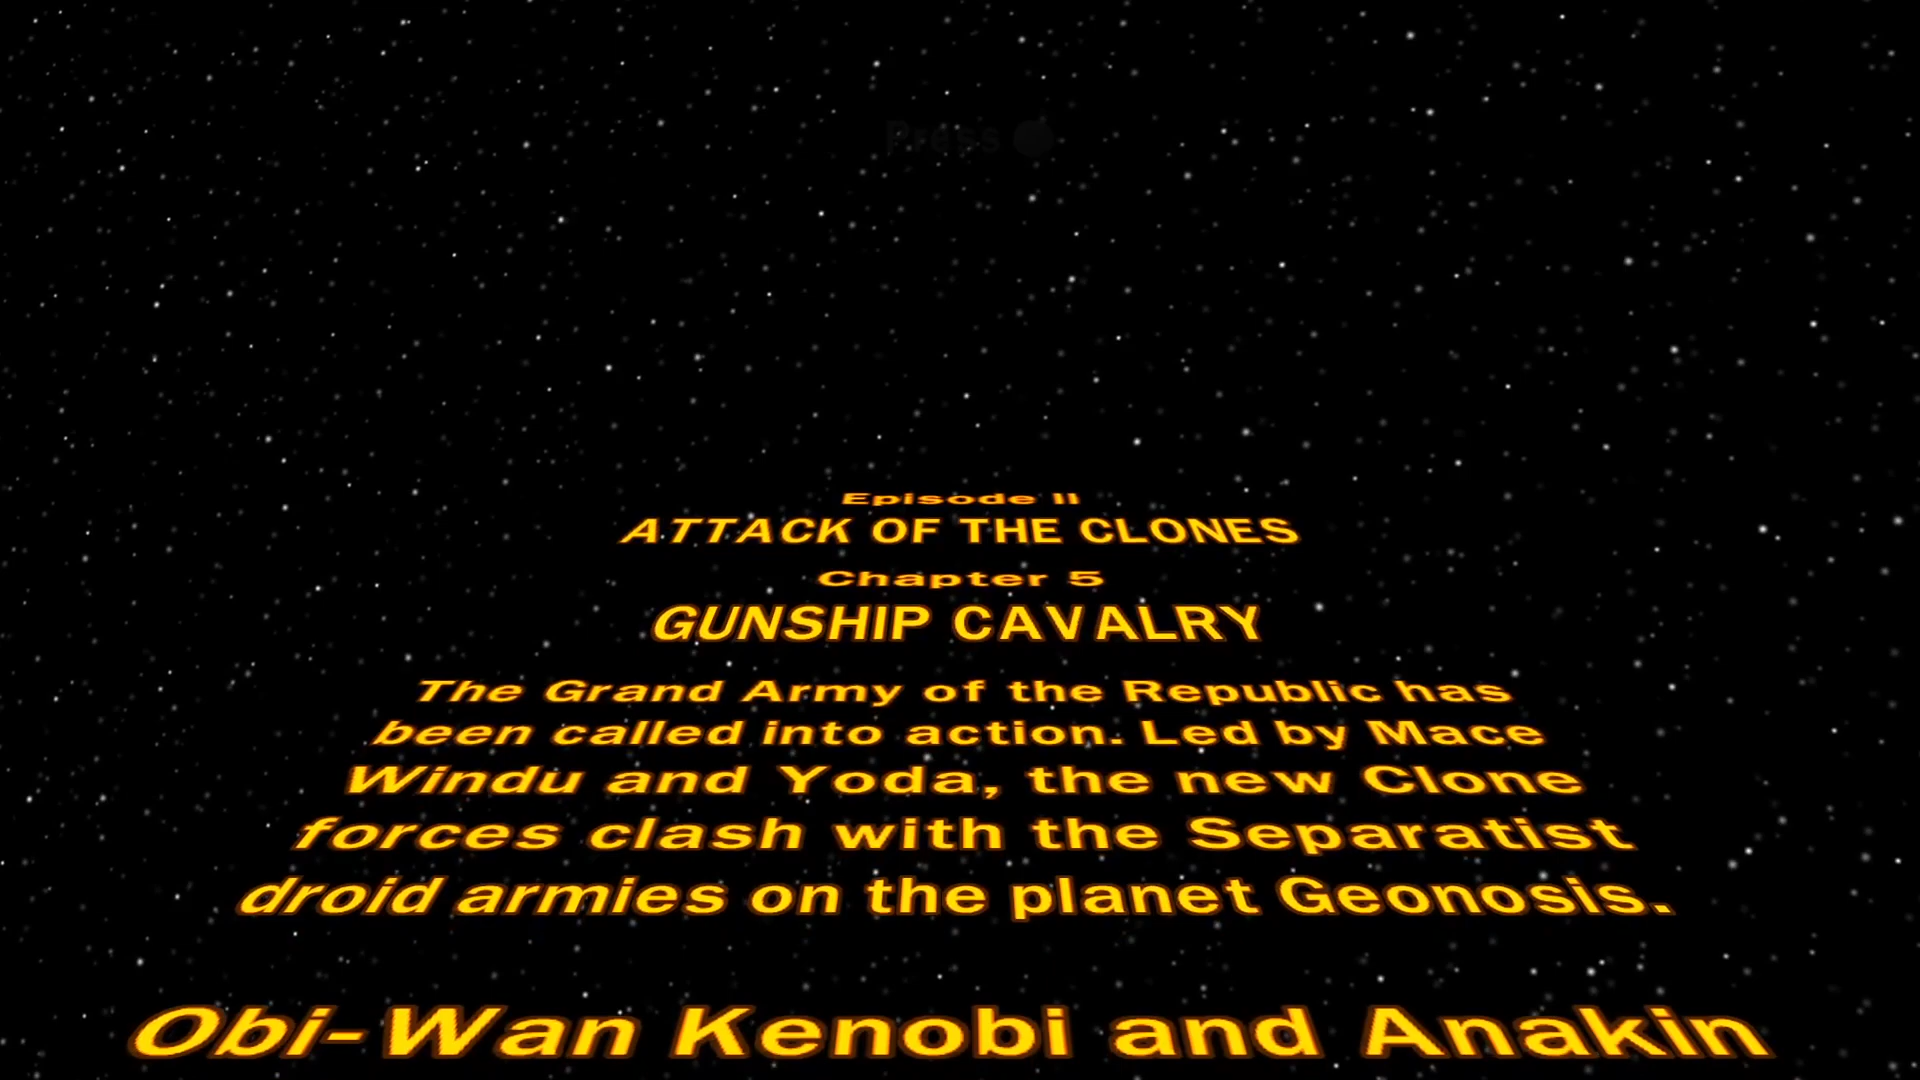 Press
Episode II
ATTACK OF THE CLONES
Chapter 5
GUNSHIP CAVALRY
The Grand Army of the Republic has
been called into action. Led by Mace
Windu and Yoda, the new Clone
forces clash with the Separatist
droid armies on the planet Geonosis.
Obi-Wan Kenobi and Anakin